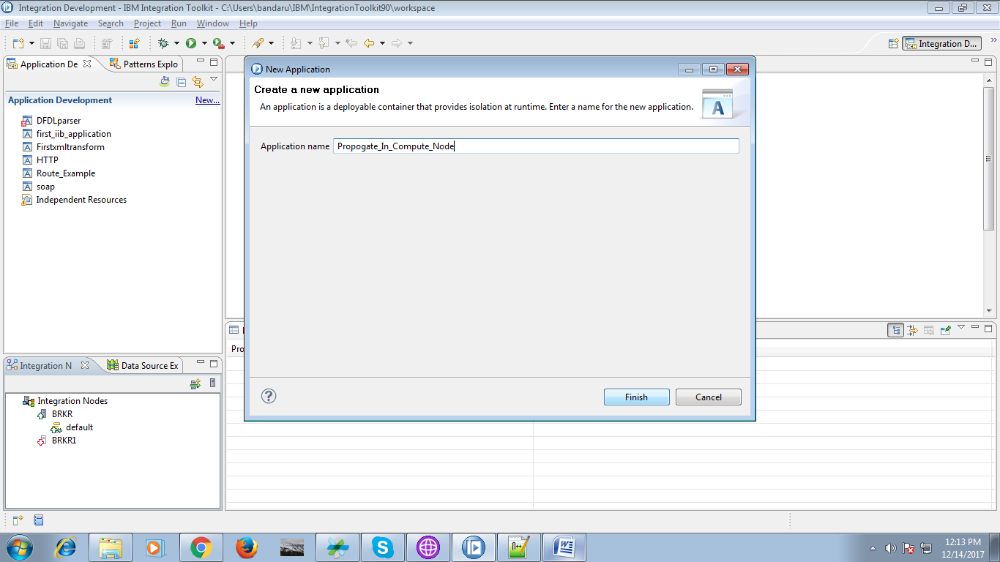 Integration Development - IBM Integration Toolkit - C:\Users\bandaru\IBM\IntegrationToolkit90\workspace
File Edit Navigate Search Project Run Window Help
Integration D...
Application De
Patterns Explo
Application Development
New...
DFDLparser
first_iib_application
Firstxmltransform
HTTP
Route_Example
soap
Independent Resources
New Application
Create a new application
An application is a deployable container that provides isolation at runtime. Enter a name for the new application.
Application name Propogate_In_Compute_Node
Finish
Cancel
Pro
Integration N
Data Source Ex
Integration Nodes
BRKR
default
BRKR1
12:13 PM
12/14/2017